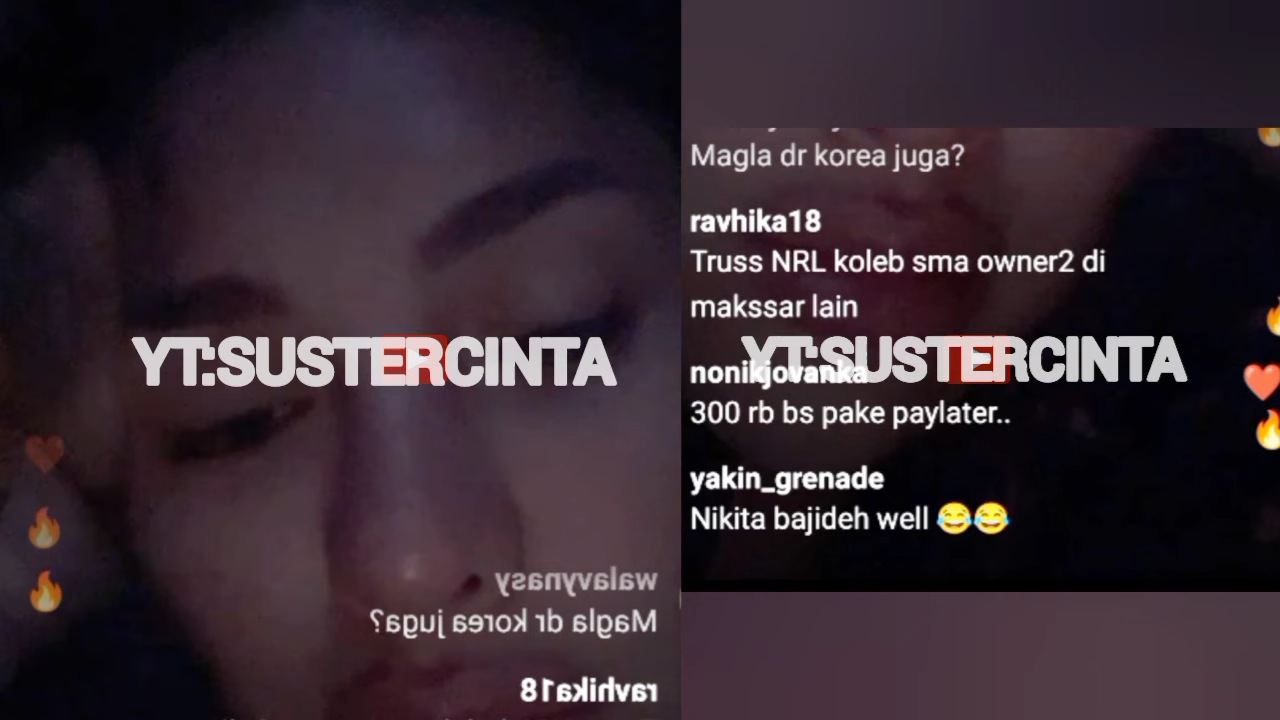 YT:SUSTERCINTA
walavynasy
Magla dr korea juga?
ravhika18
Magla dr korea juga?
ravhika18
Truss NRL koleb sma owner2 di
makssar lain
YT:SUSTERCINTA
nonikjovanka
300 rb bs pake paylater..
yakin_grenade
Nikita bajideh well 😂😂